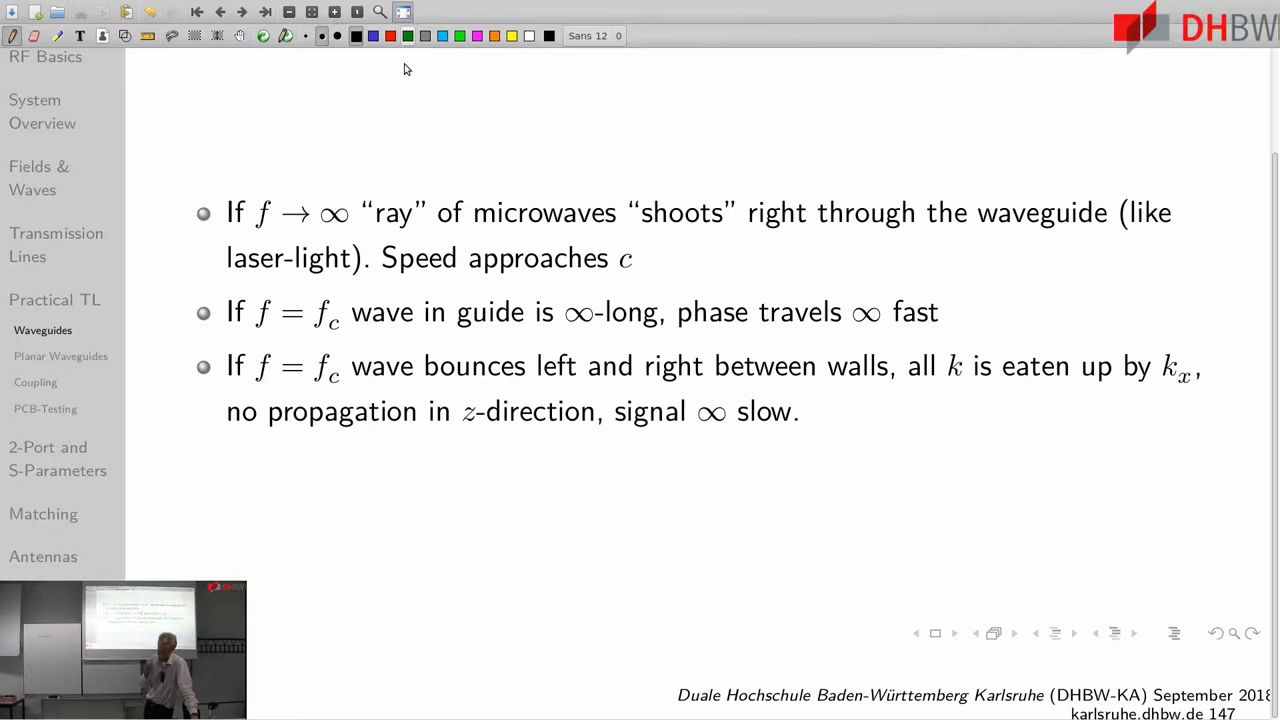 Sans 12 0
DHBW
RF Basics
System
Overview
Fields &
Waves
Transmission
Lines
Practical TL
Waveguides
Planar Waveguides
Coupling
PCB-Testing
2-Port and
S-Parameters
Matching
Antennas
If f → ∞ “ray” of microwaves “shoots” right through the waveguide (like
laser-light). Speed approaches c
If f = f_c wave in guide is ∞-long, phase travels ∞ fast
If f = f_c wave bounces left and right between walls, all k is eaten up by k_x,
no propagation in z-direction, signal ∞ slow.
DHBW
Duale Hochschule Baden-Württemberg Karlsruhe (DHBW-KA) September 2018
karlsruhe.dhbw.de 147